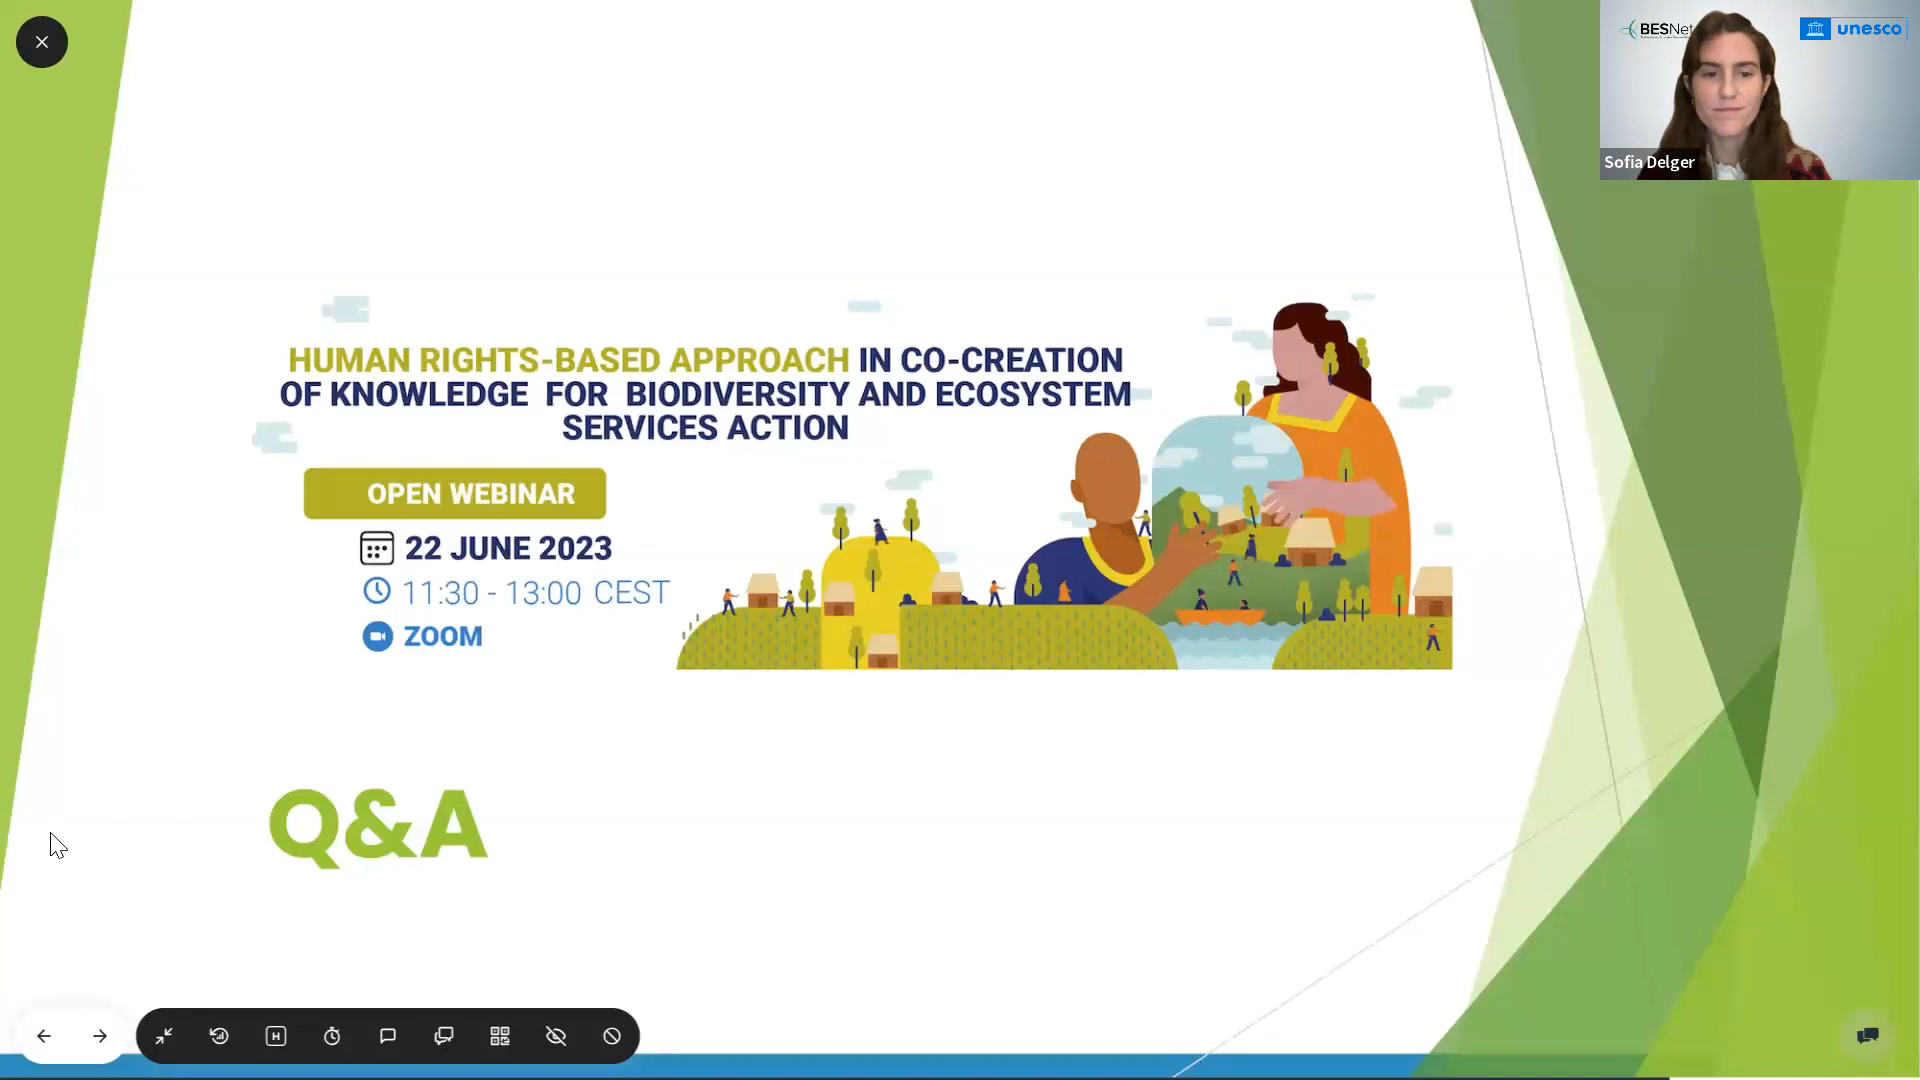 BESNet
unesco
Sofia Delger
HUMAN RIGHTS-BASED APPROACH IN CO-CREATION
OF KNOWLEDGE FOR BIODIVERSITY AND ECOSYSTEM
SERVICES ACTION
OPEN WEBINAR
22 JUNE 2023
11:30 - 13:00 CEST
ZOOM
Q&A
H